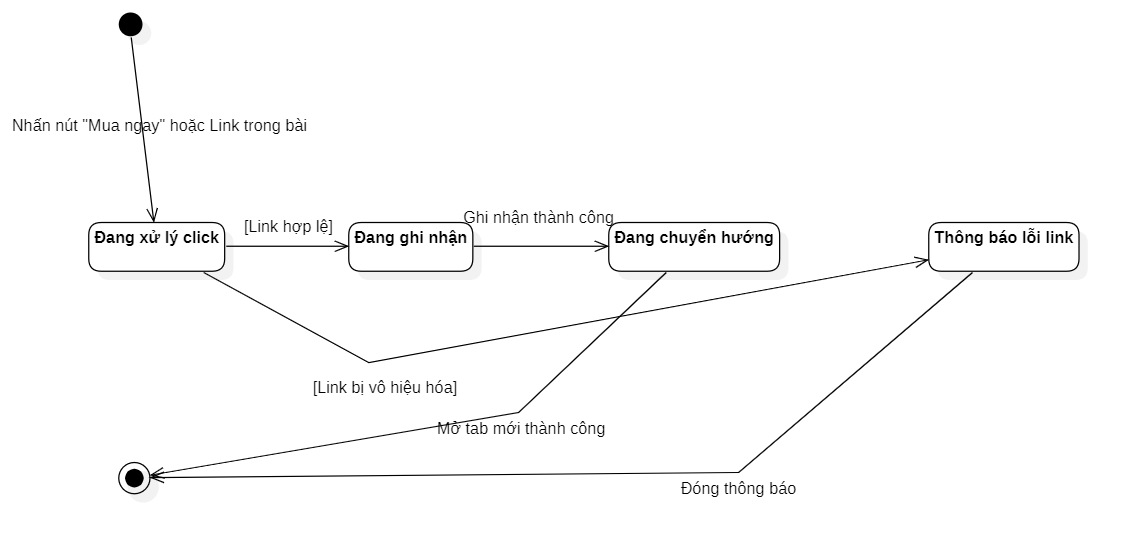 Nhấn nút "Mua ngay" hoặc Link trong bài
Đang xử lý click
[Link hợp lệ]
Đang ghi nhận
Ghi nhận thành công
Đang chuyển hướng
Thông báo lỗi link
[Link bị vô hiệu hóa]
Mở tab mới thành công
Đóng thông báo